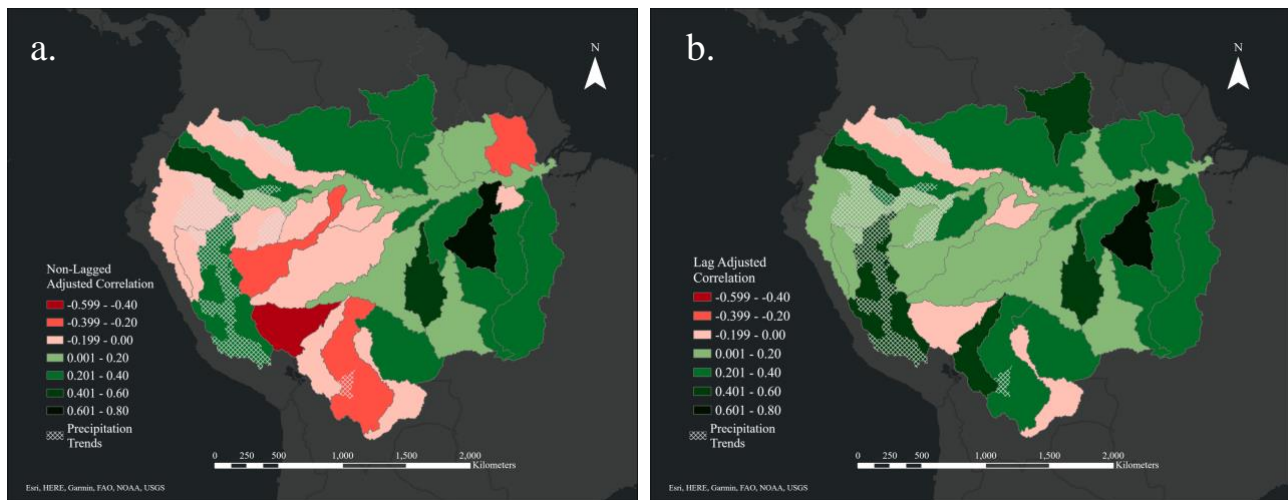 a.
N
Non-Lagged
Adjusted Correlation
-0.599 - -0.40
-0.399 - -0.20
-0.199 - 0.00
0.001 - 0.20
0.201 - 0.40
0.401 - 0.60
0.601 - 0.80
Precipitation
Trends
0 250 500 1,000 1,500 2,000
Kilometers
Esri, HERE, Garmin, FAO, NOAA, USGS
b.
N
Lag Adjusted
Correlation
-0.599 - -0.40
-0.399 - -0.20
-0.199 - 0.00
0.001 - 0.20
0.201 - 0.40
0.401 - 0.60
0.601 - 0.80
Precipitation
Trends
0 250 500 1,000 1,500 2,000
Kilometers
Esri, HERE, Garmin, FAO, NOAA, USGS